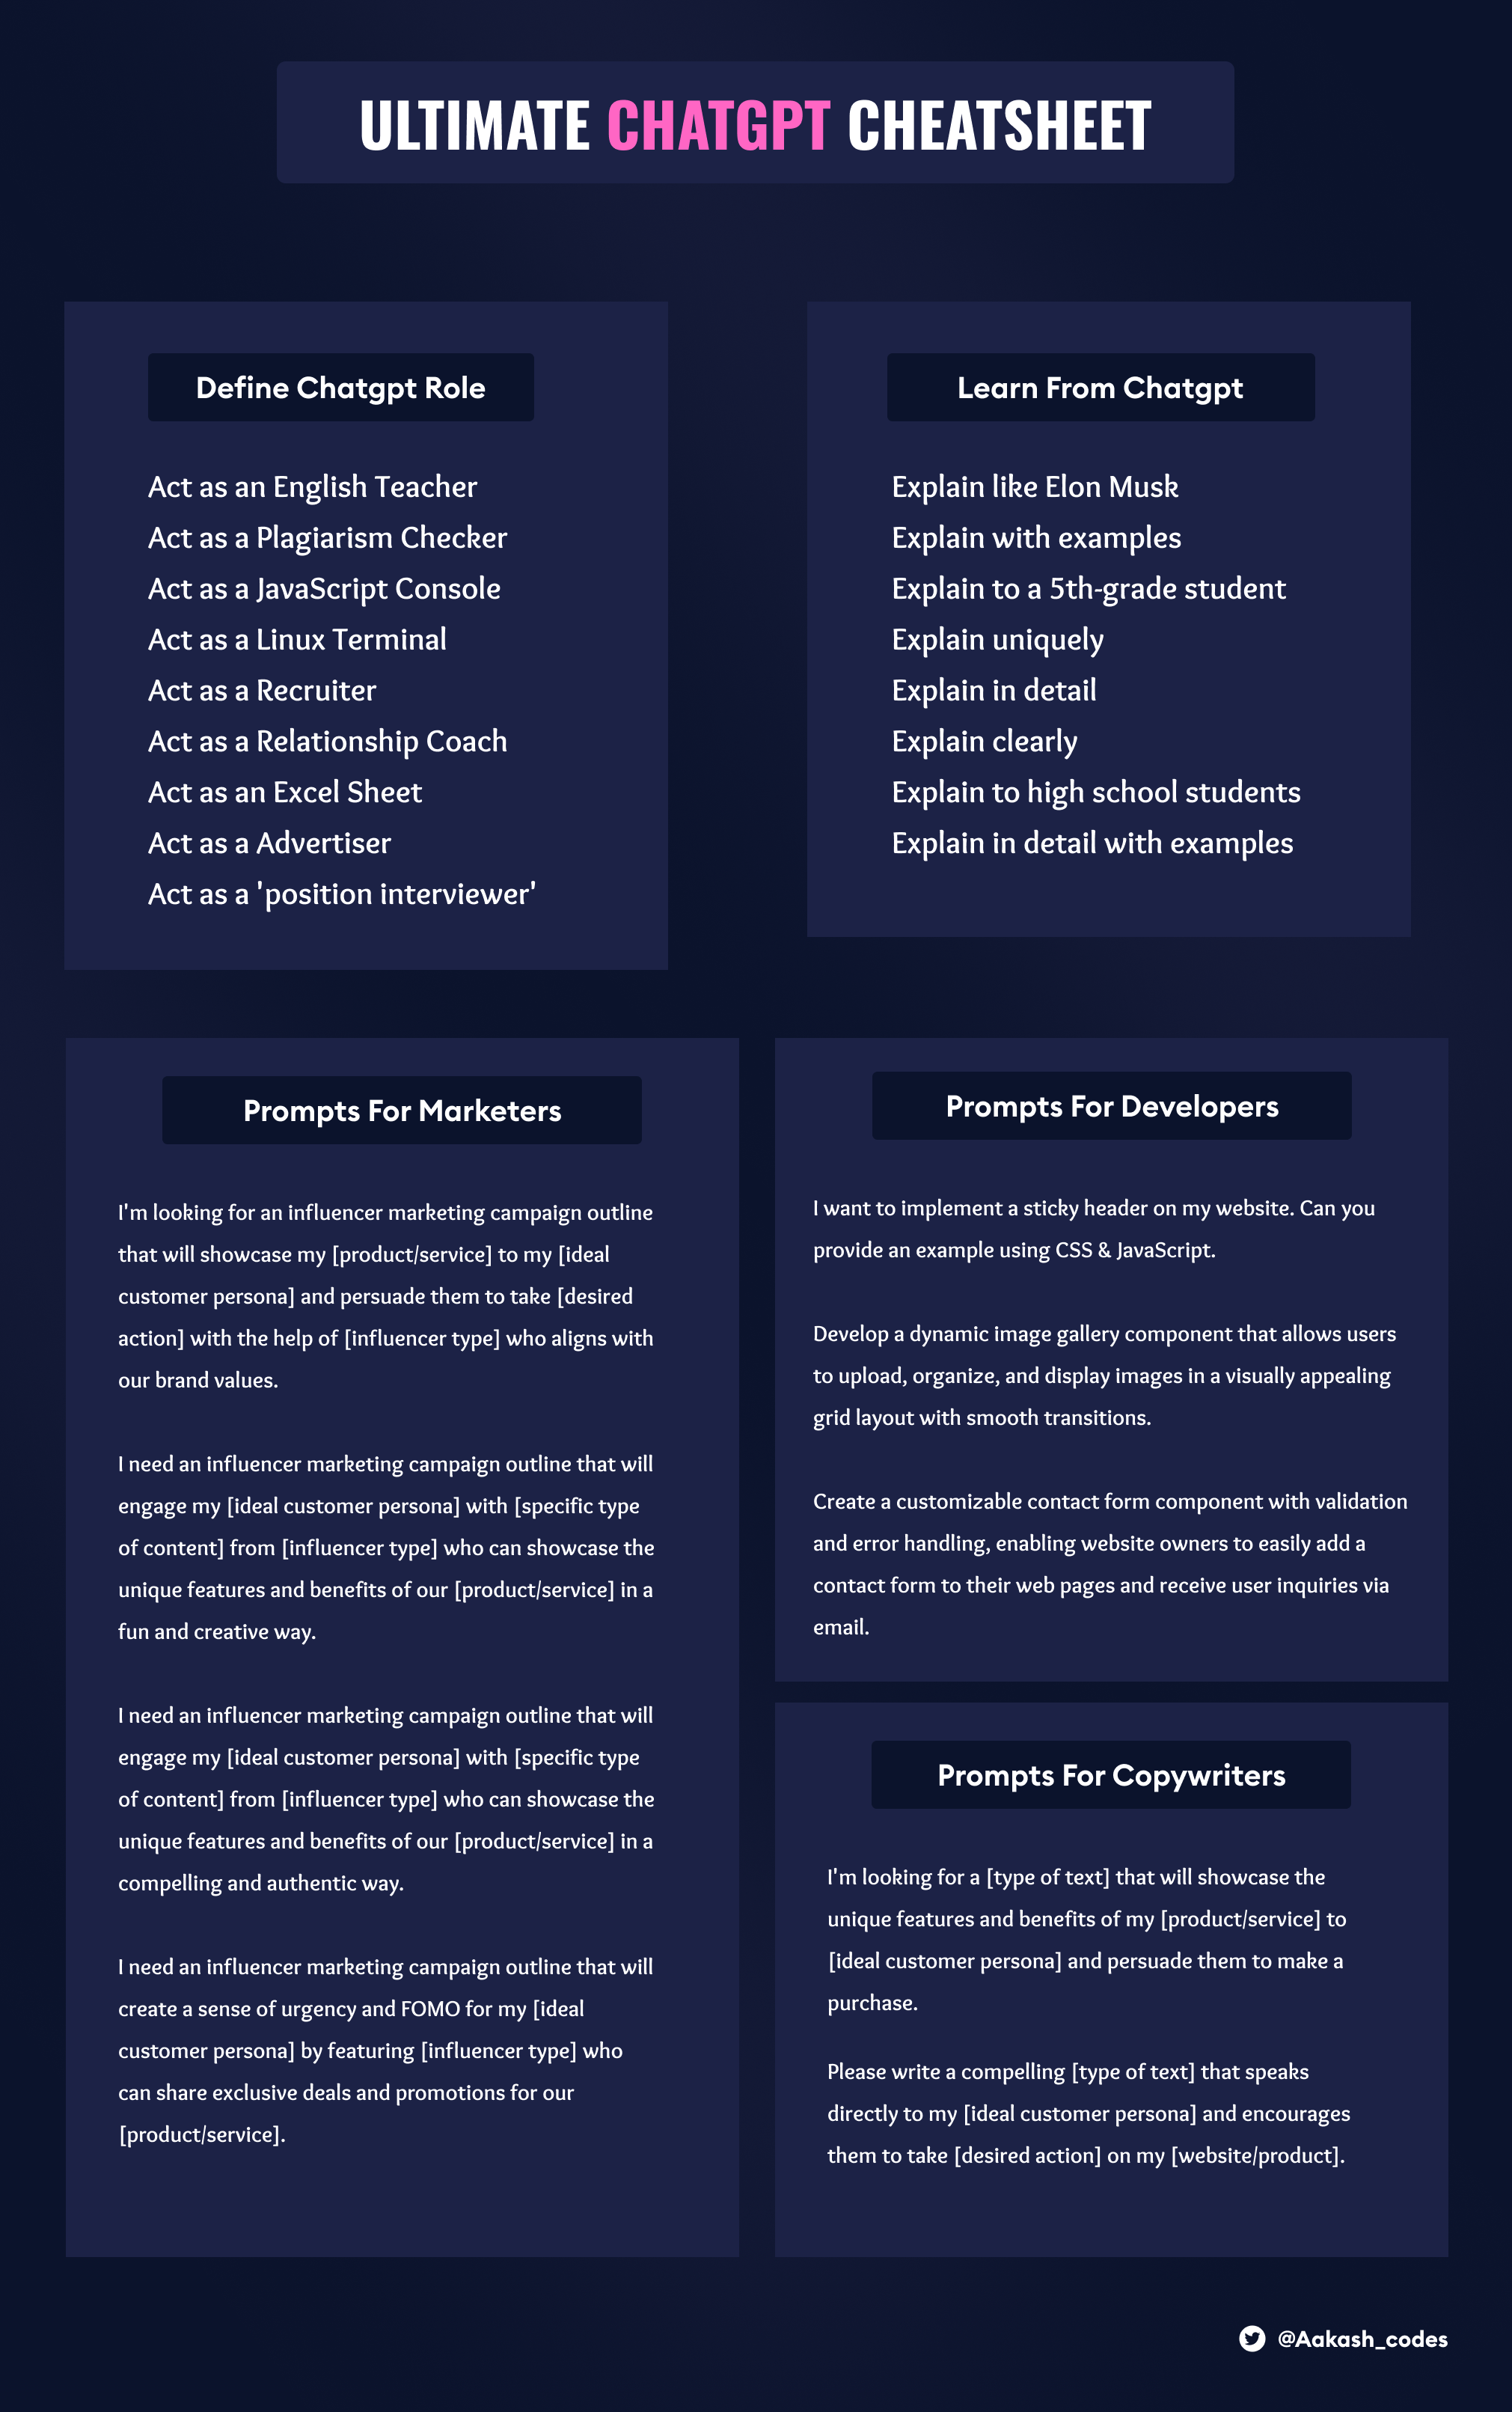 ULTIMATE CHATGPT CHEATSHEET
Define Chatgpt Role
Act as an English Teacher
Act as a Plagiarism Checker
Act as a JavaScript Console
Act as a Linux Terminal
Act as a Recruiter
Act as a Relationship Coach
Act as an Excel Sheet
Act as a Advertiser
Act as a 'position interviewer'
Learn From Chatgpt
Explain like Elon Musk
Explain with examples
Explain to a 5th-grade student
Explain uniquely
Explain in detail
Explain clearly
Explain to high school students
Explain in detail with examples
Prompts For Marketers
I'm looking for an influencer marketing campaign outline
that will showcase my [product/service] to my [ideal
customer persona] and persuade them to take [desired
action] with the help of [influencer type] who aligns with
our brand values.
I need an influencer marketing campaign outline that will
engage my [ideal customer persona] with [specific type
of content] from [influencer type] who can showcase the
unique features and benefits of our [product/service] in a
fun and creative way.
I need an influencer marketing campaign outline that will
engage my [ideal customer persona] with [specific type
of content] from [influencer type] who can showcase the
unique features and benefits of our [product/service] in a
compelling and authentic way.
I need an influencer marketing campaign outline that will
create a sense of urgency and FOMO for my [ideal
customer persona] by featuring [influencer type] who
can share exclusive deals and promotions for our
[product/service].
Prompts For Developers
I want to implement a sticky header on my website. Can you
provide an example using CSS & JavaScript.
Develop a dynamic image gallery component that allows users
to upload, organize, and display images in a visually appealing
grid layout with smooth transitions.
Create a customizable contact form component with validation
and error handling, enabling website owners to easily add a
contact form to their web pages and receive user inquiries via
email.
Prompts For Copywriters
I'm looking for a [type of text] that will showcase the
unique features and benefits of my [product/service] to
[ideal customer persona] and persuade them to make a
purchase.
Please write a compelling [type of text] that speaks
directly to my [ideal customer persona] and encourages
them to take [desired action] on my [website/product].
@Aakash_codes